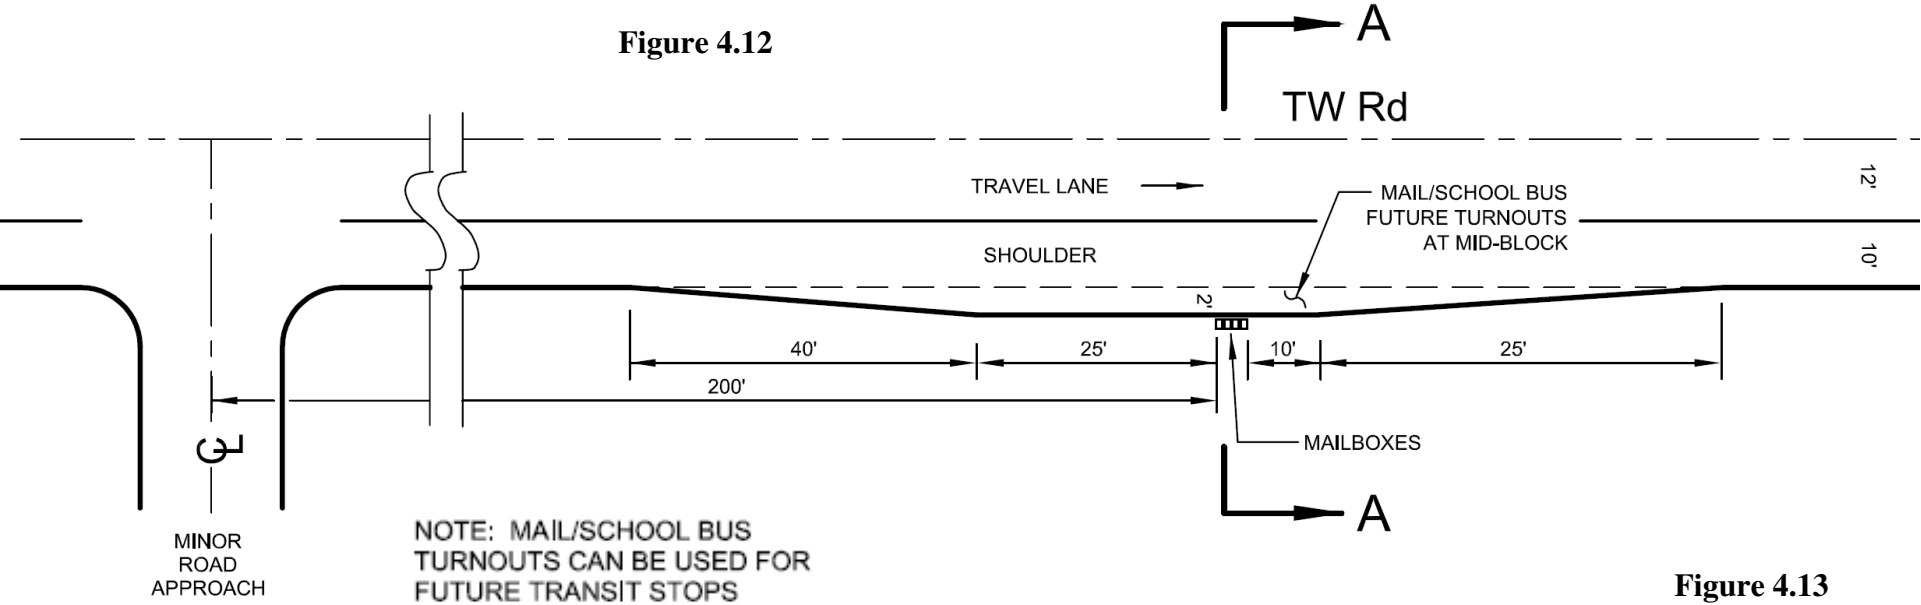 A
Figure 4.12
TW Rd
TRAVEL LANE
MAIL/SCHOOL BUS
FUTURE TURNOUTS
AT MID-BLOCK
12'
SHOULDER
10'
2'
40'
25'
10'
25'
200'
MAILBOXES
CL
A
NOTE: MAIL/SCHOOL BUS
TURNOUTS CAN BE USED FOR
FUTURE TRANSIT STOPS
MINOR
ROAD
APPROACH
Figure 4.13